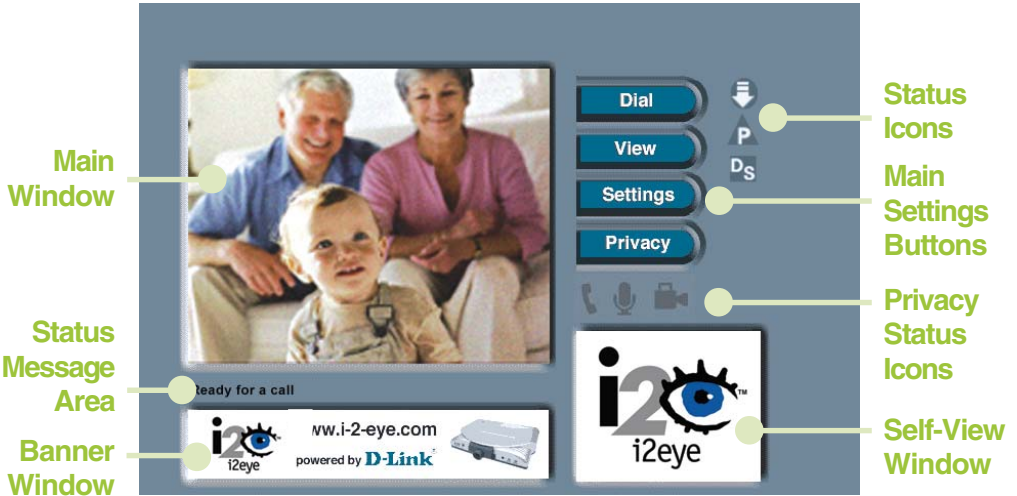 Main
Window
Status
Message
Area
Banner
Window
Dial
View
Settings
Privacy
P
DS
Ready for a call
i2
i2eye
ww.i-2-eye.com
powered by D-Link
i2
TM
i2eye
Status
Icons
Main
Settings
Buttons
Privacy
Status
Icons
Self-View
Window